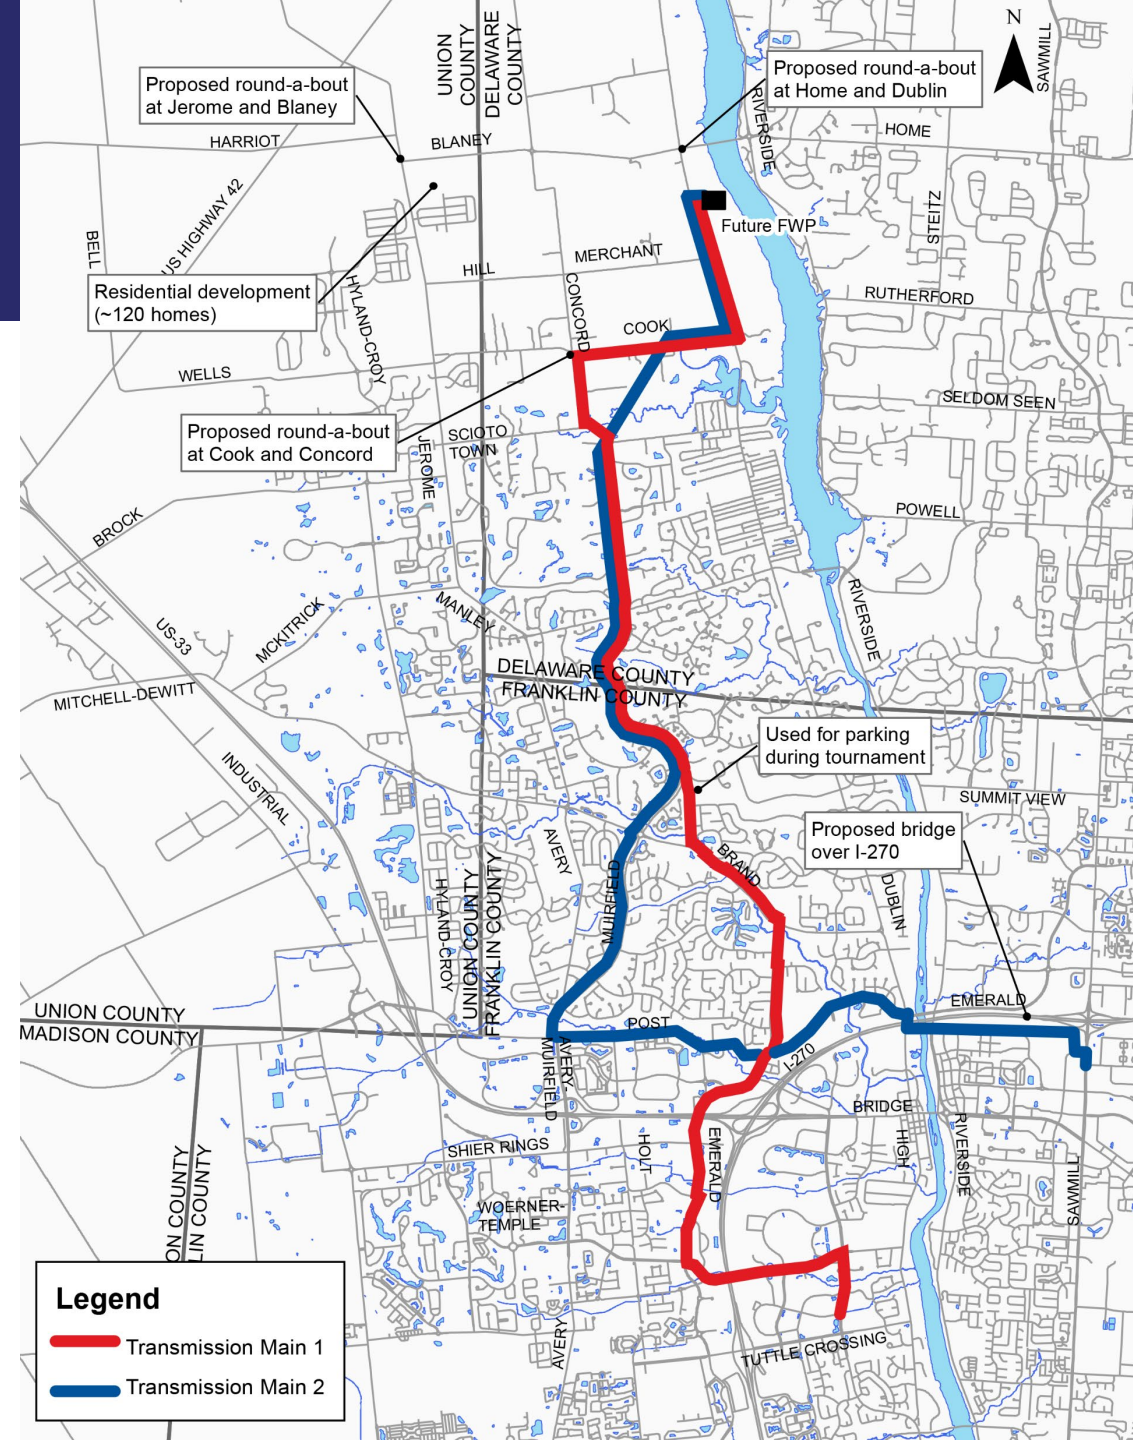 N
UNION
COUNTY
DELAWARE
COUNTY
SAWMILL
Proposed round-a-bout
at Jerome and Blaney
Proposed round-a-bout
at Home and Dublin
RIVERSIDE
HOME
HARRIOT
BLANEY
US HIGHWAY 42
BELL
STEITZ
Future FWP
MERCHANT
HILL
CONCORD
Residential development
(~120 homes)
HYLAND-CROY
RUTHERFORD
COOK
WELLS
SELDOM SEEN
Proposed round-a-bout
at Cook and Concord
SCIOTO
TOWN
JEROME
POWELL
BROCK
RIVERSIDE
MANLEY
MCKITRICK
US-33
DELAWARE COUNTY
FRANKLIN COUNTY
MITCHELL-DEWITT
Used for parking
during tournament
INDUSTRIAL
SUMMIT VIEW
Proposed bridge
over I-270
AVERY
BRAND
MUIRFIELD
HYLAND-CROY
UNION COUNTY
FRANKLIN COUNTY
DUBLIN
EMERALD
UNION COUNTY
MADISON COUNTY
POST
AVERY-
MUIRFIELD
I-270
BRIDGE
SHIER RINGS
HOLT
EMERALD
HIGH
RIVERSIDE
SAWMILL
ON COUNTY
LIN COUNTY
WOERNER-
TEMPLE
AVERY
TUTTLE CROSSING
Legend
Transmission Main 1
Transmission Main 2